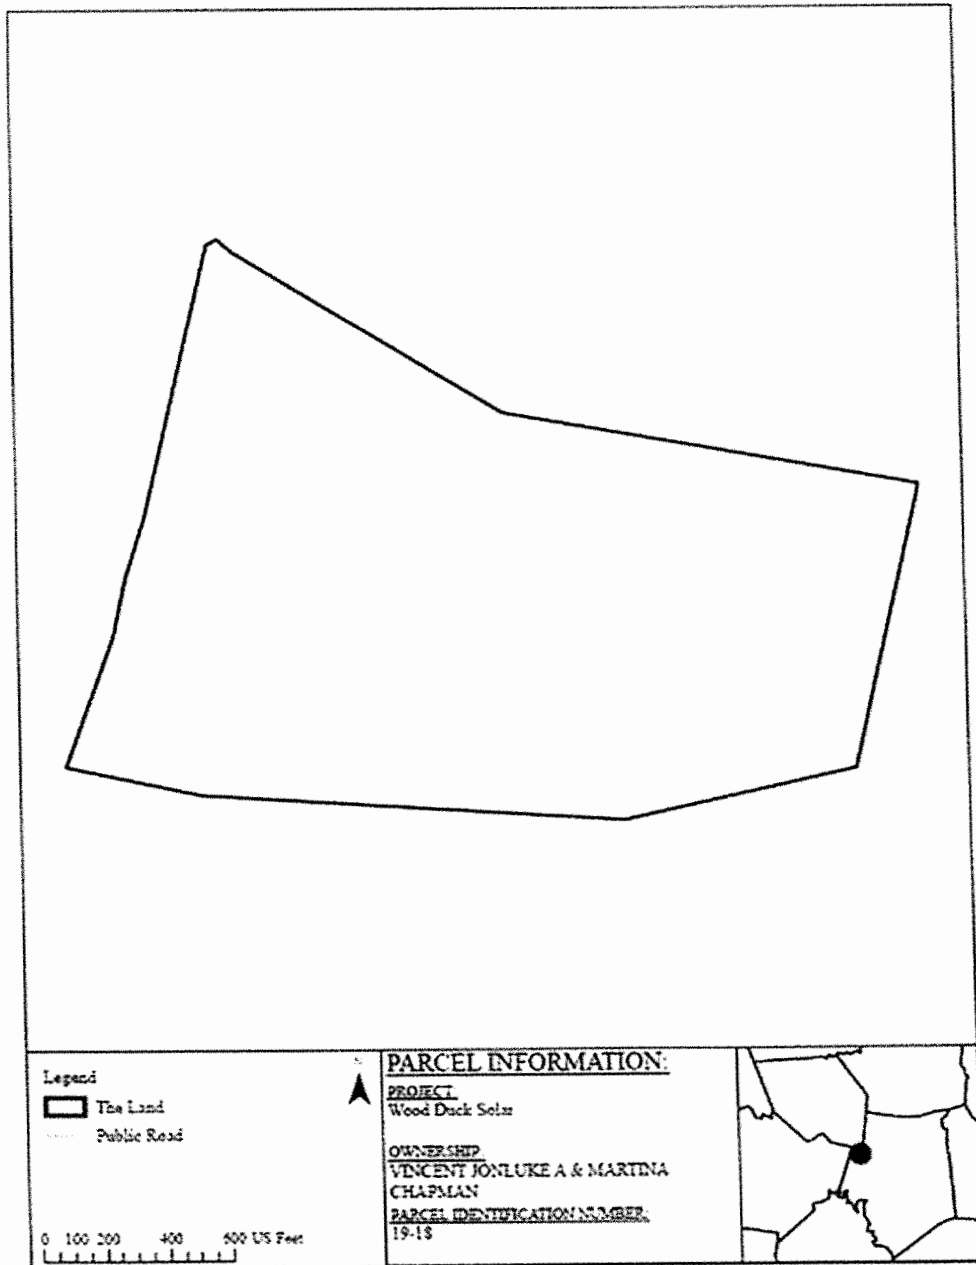 Legend
The Land
Public Road
0 100 200 400 600 US Feet
N
PARCEL INFORMATION:
PROJECT:
Wood Duck Solar
OWNERSHIP:
VINCENT JONLUKE A & MARTINA
CHAPMAN
PARCEL IDENTIFICATION NUMBER:
19-18